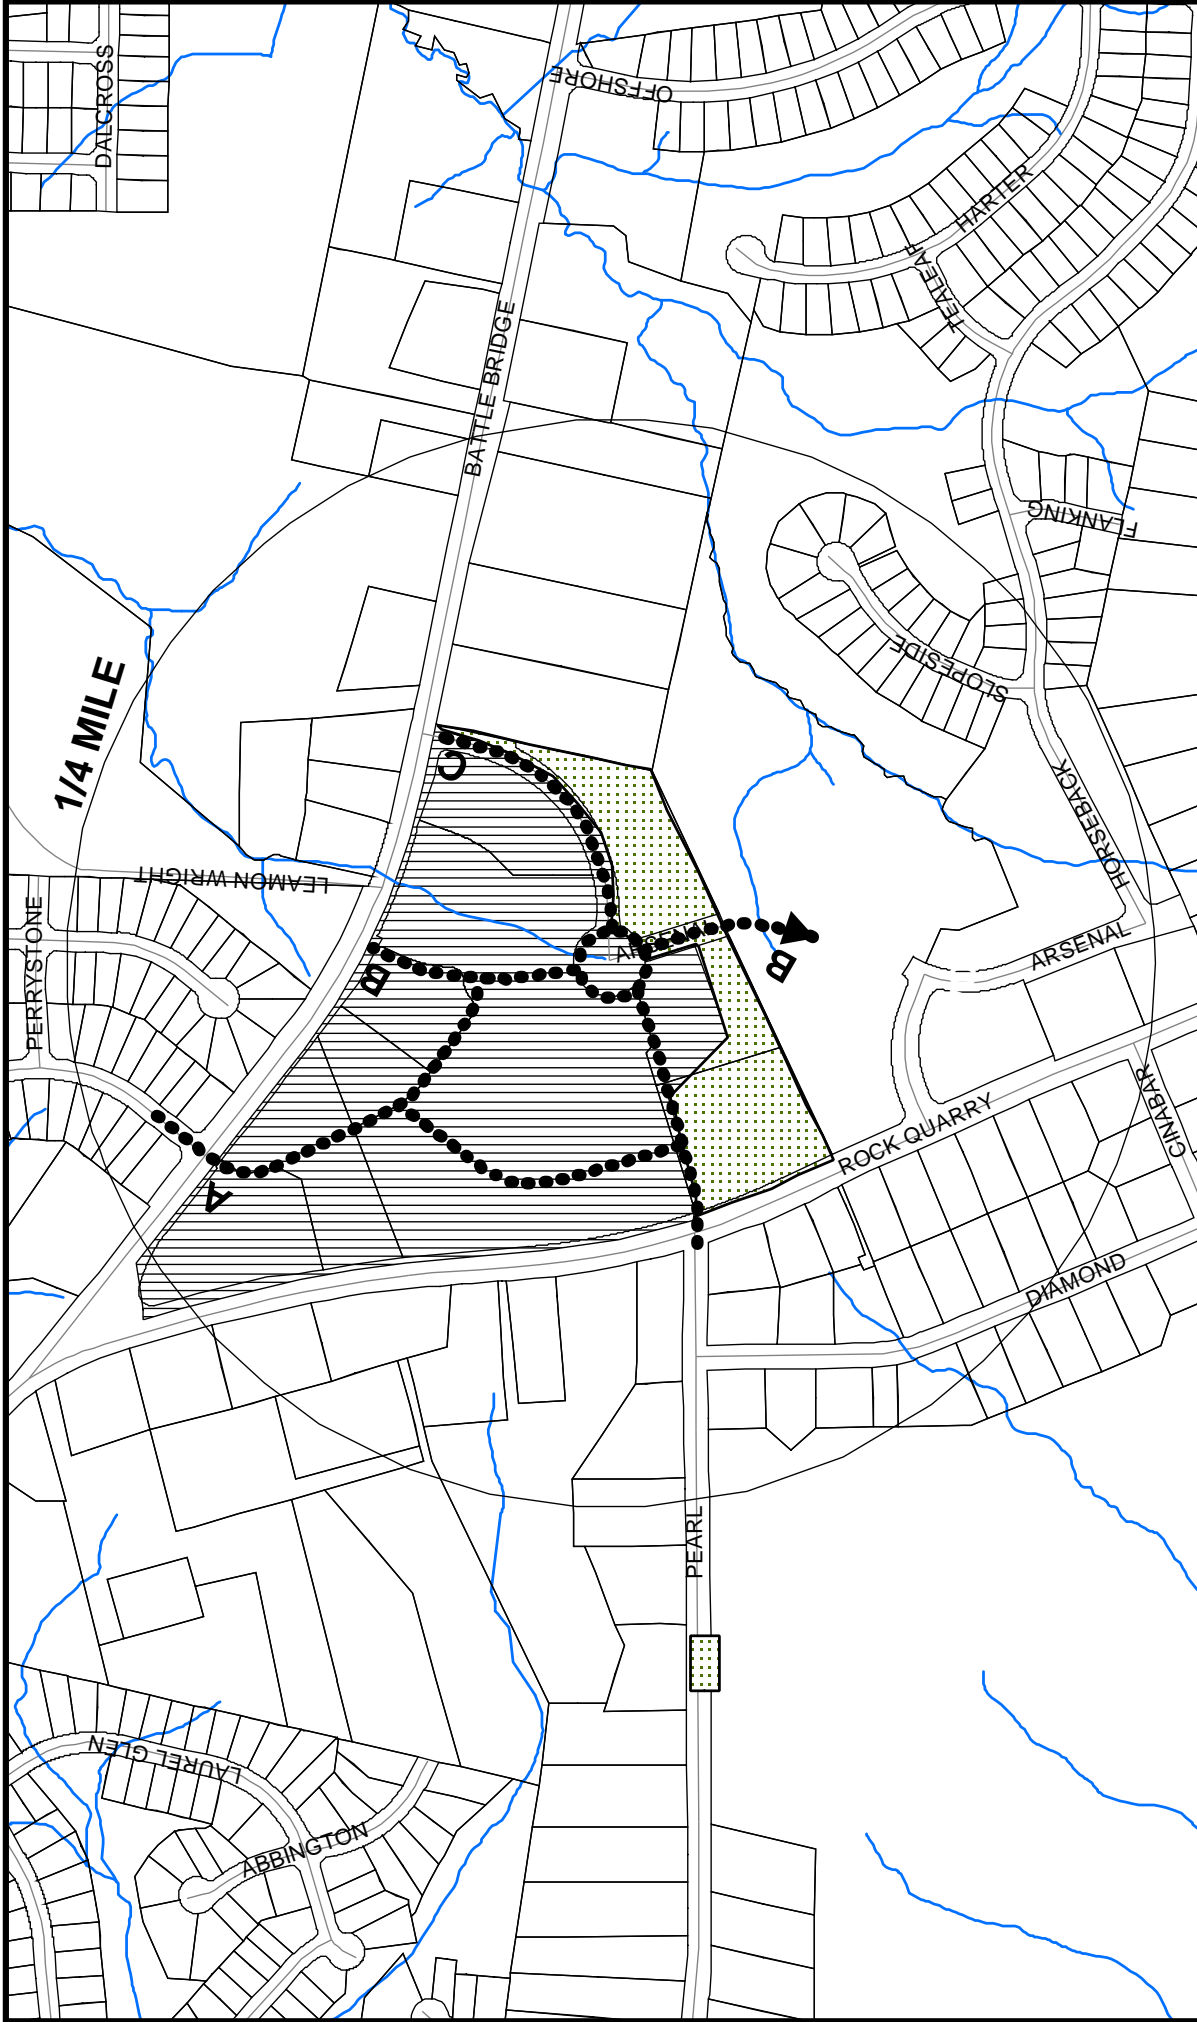 DALCROSS
OFFSHORE
HARTER
TEALEAF
BATTLE BRIDGE
FLANKING
1/4 MILE
SLOPESIDE
HORSEBACK
C
LEAMON WRIGHT
PERRYSTONE
B
B
ARSENAL
ROCK QUARRY
CINABAR
A
DIAMOND
PEARL
LAUREL GLEN
ABBINGTON